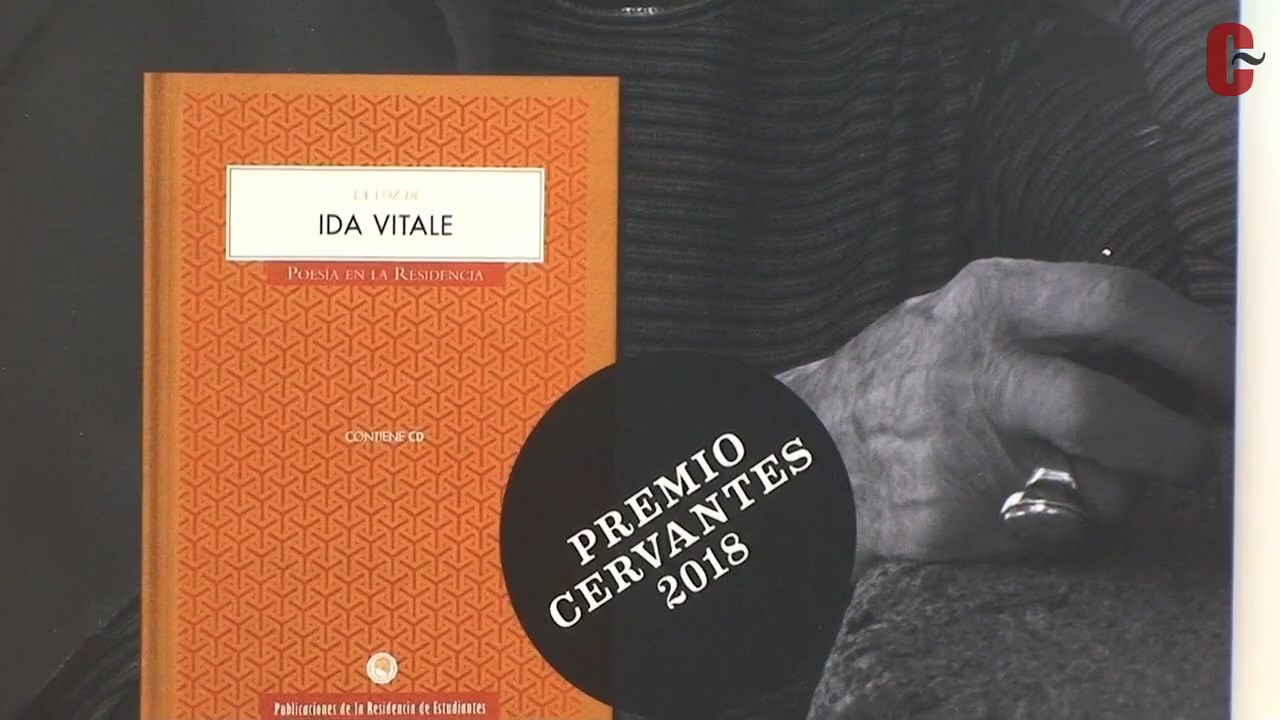 LA VOZ DE
IDA VITALE
POESÍA EN LA RESIDENCIA
CONTIENE CD
PREMIO
CERVANTES
2018
Publicaciones de la Residencia de Estudiantes